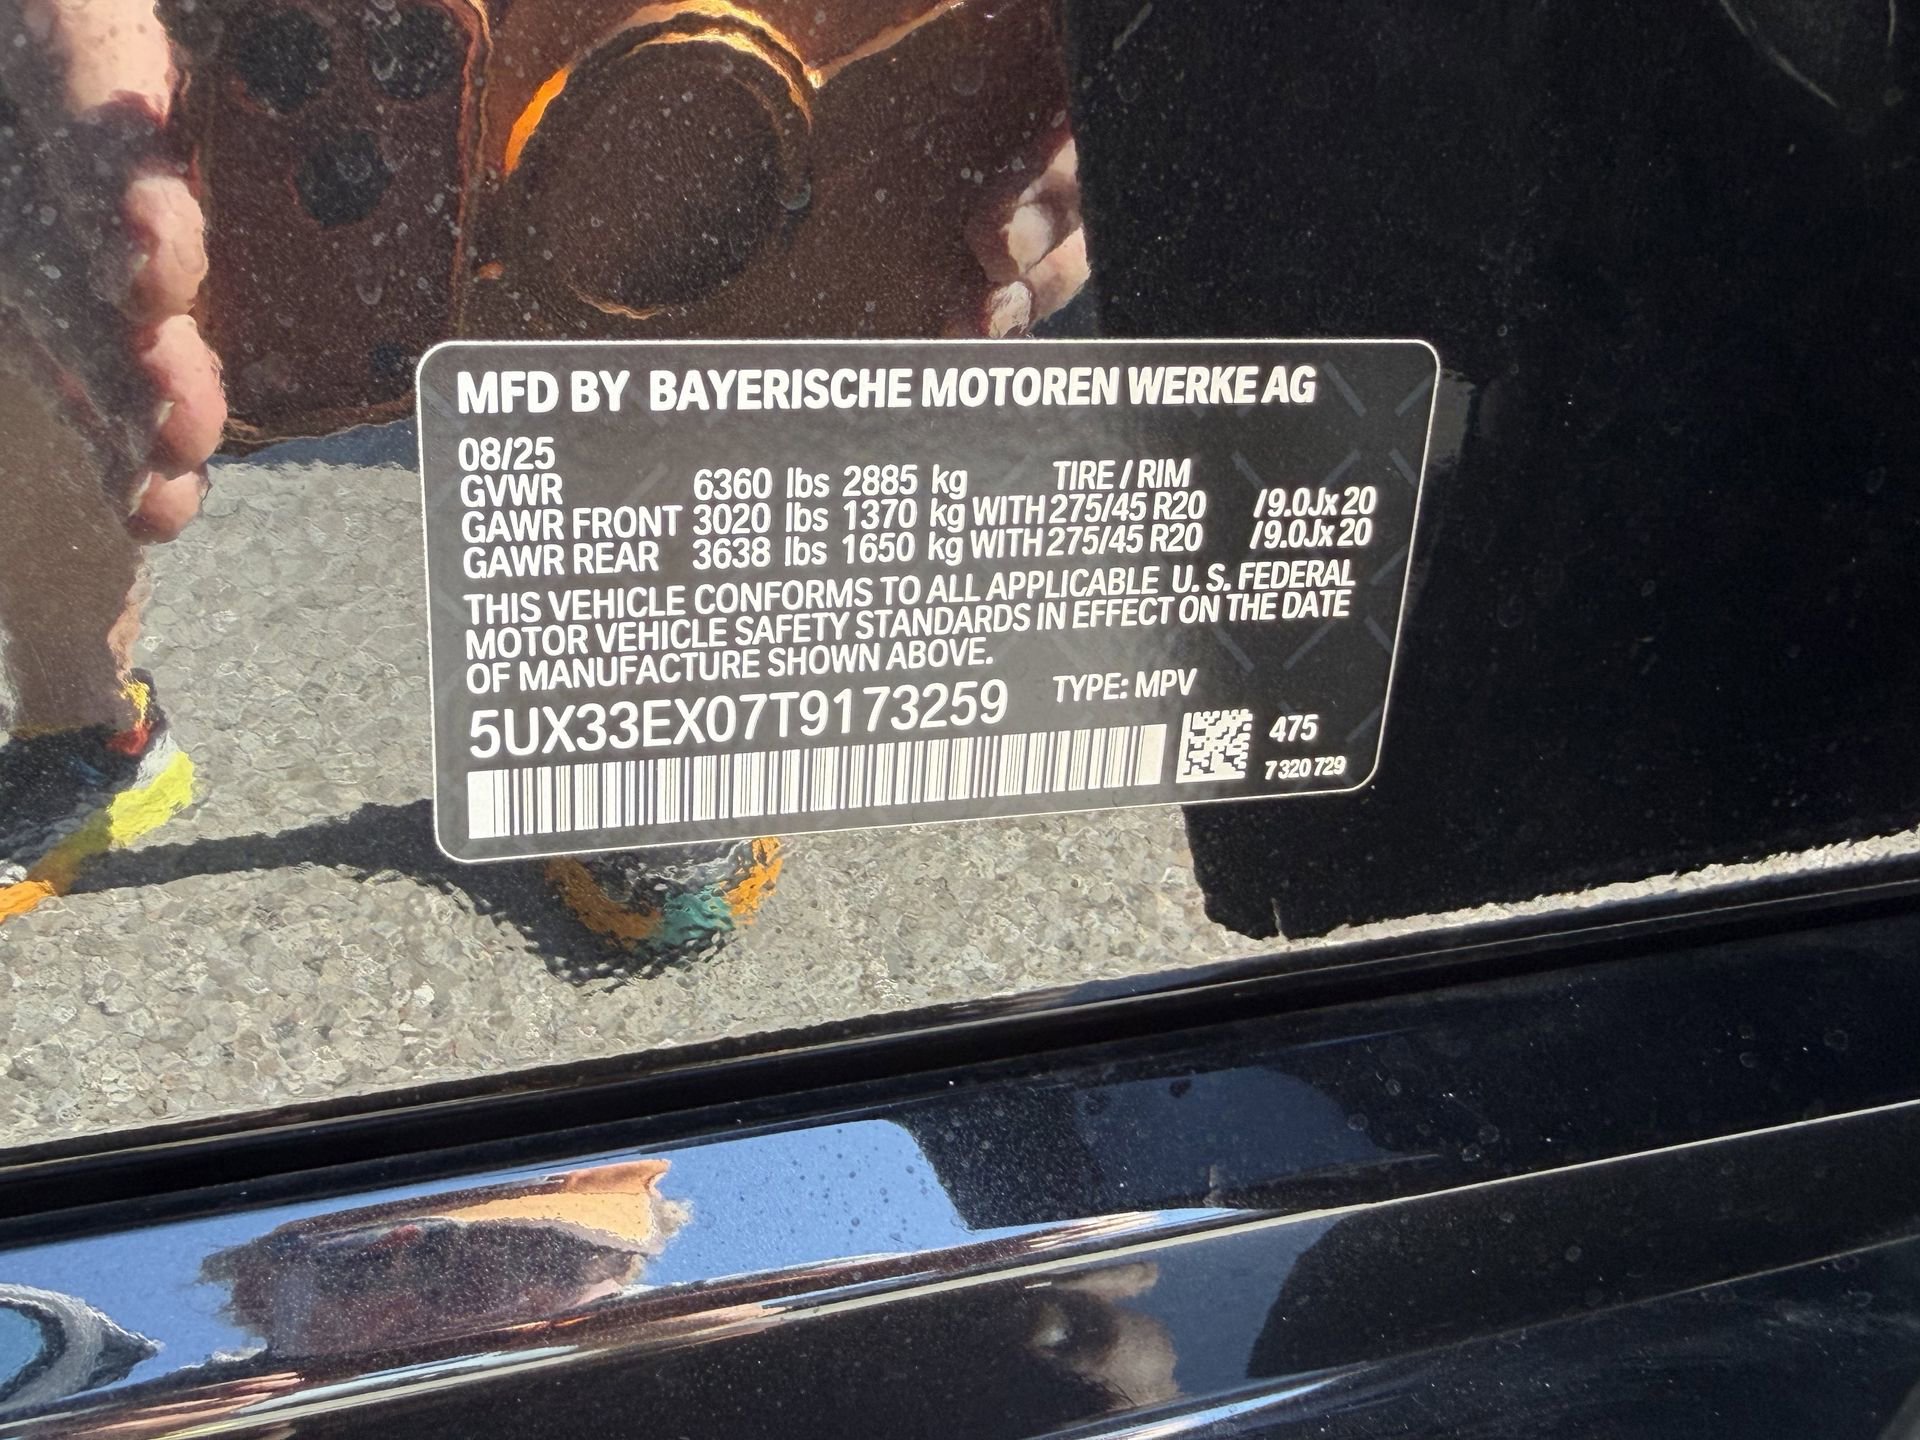 MFD BY BAYERISCHE MOTOREN WERKE AG
08/25
GVWR 6360 lbs 2885 kg TIRE / RIM
GAWR FRONT 3020 lbs 1370 kg WITH 275/45 R20 /9.0Jx20
GAWR REAR 3638 lbs 1650 kg WITH 275/45 R20 /9.0Jx20
THIS VEHICLE CONFORMS TO ALL APPLICABLE U. S. FEDERAL
MOTOR VEHICLE SAFETY STANDARDS IN EFFECT ON THE DATE
OF MANUFACTURE SHOWN ABOVE.
5UX33EX07T9173259 TYPE: MPV
475
7 320 729